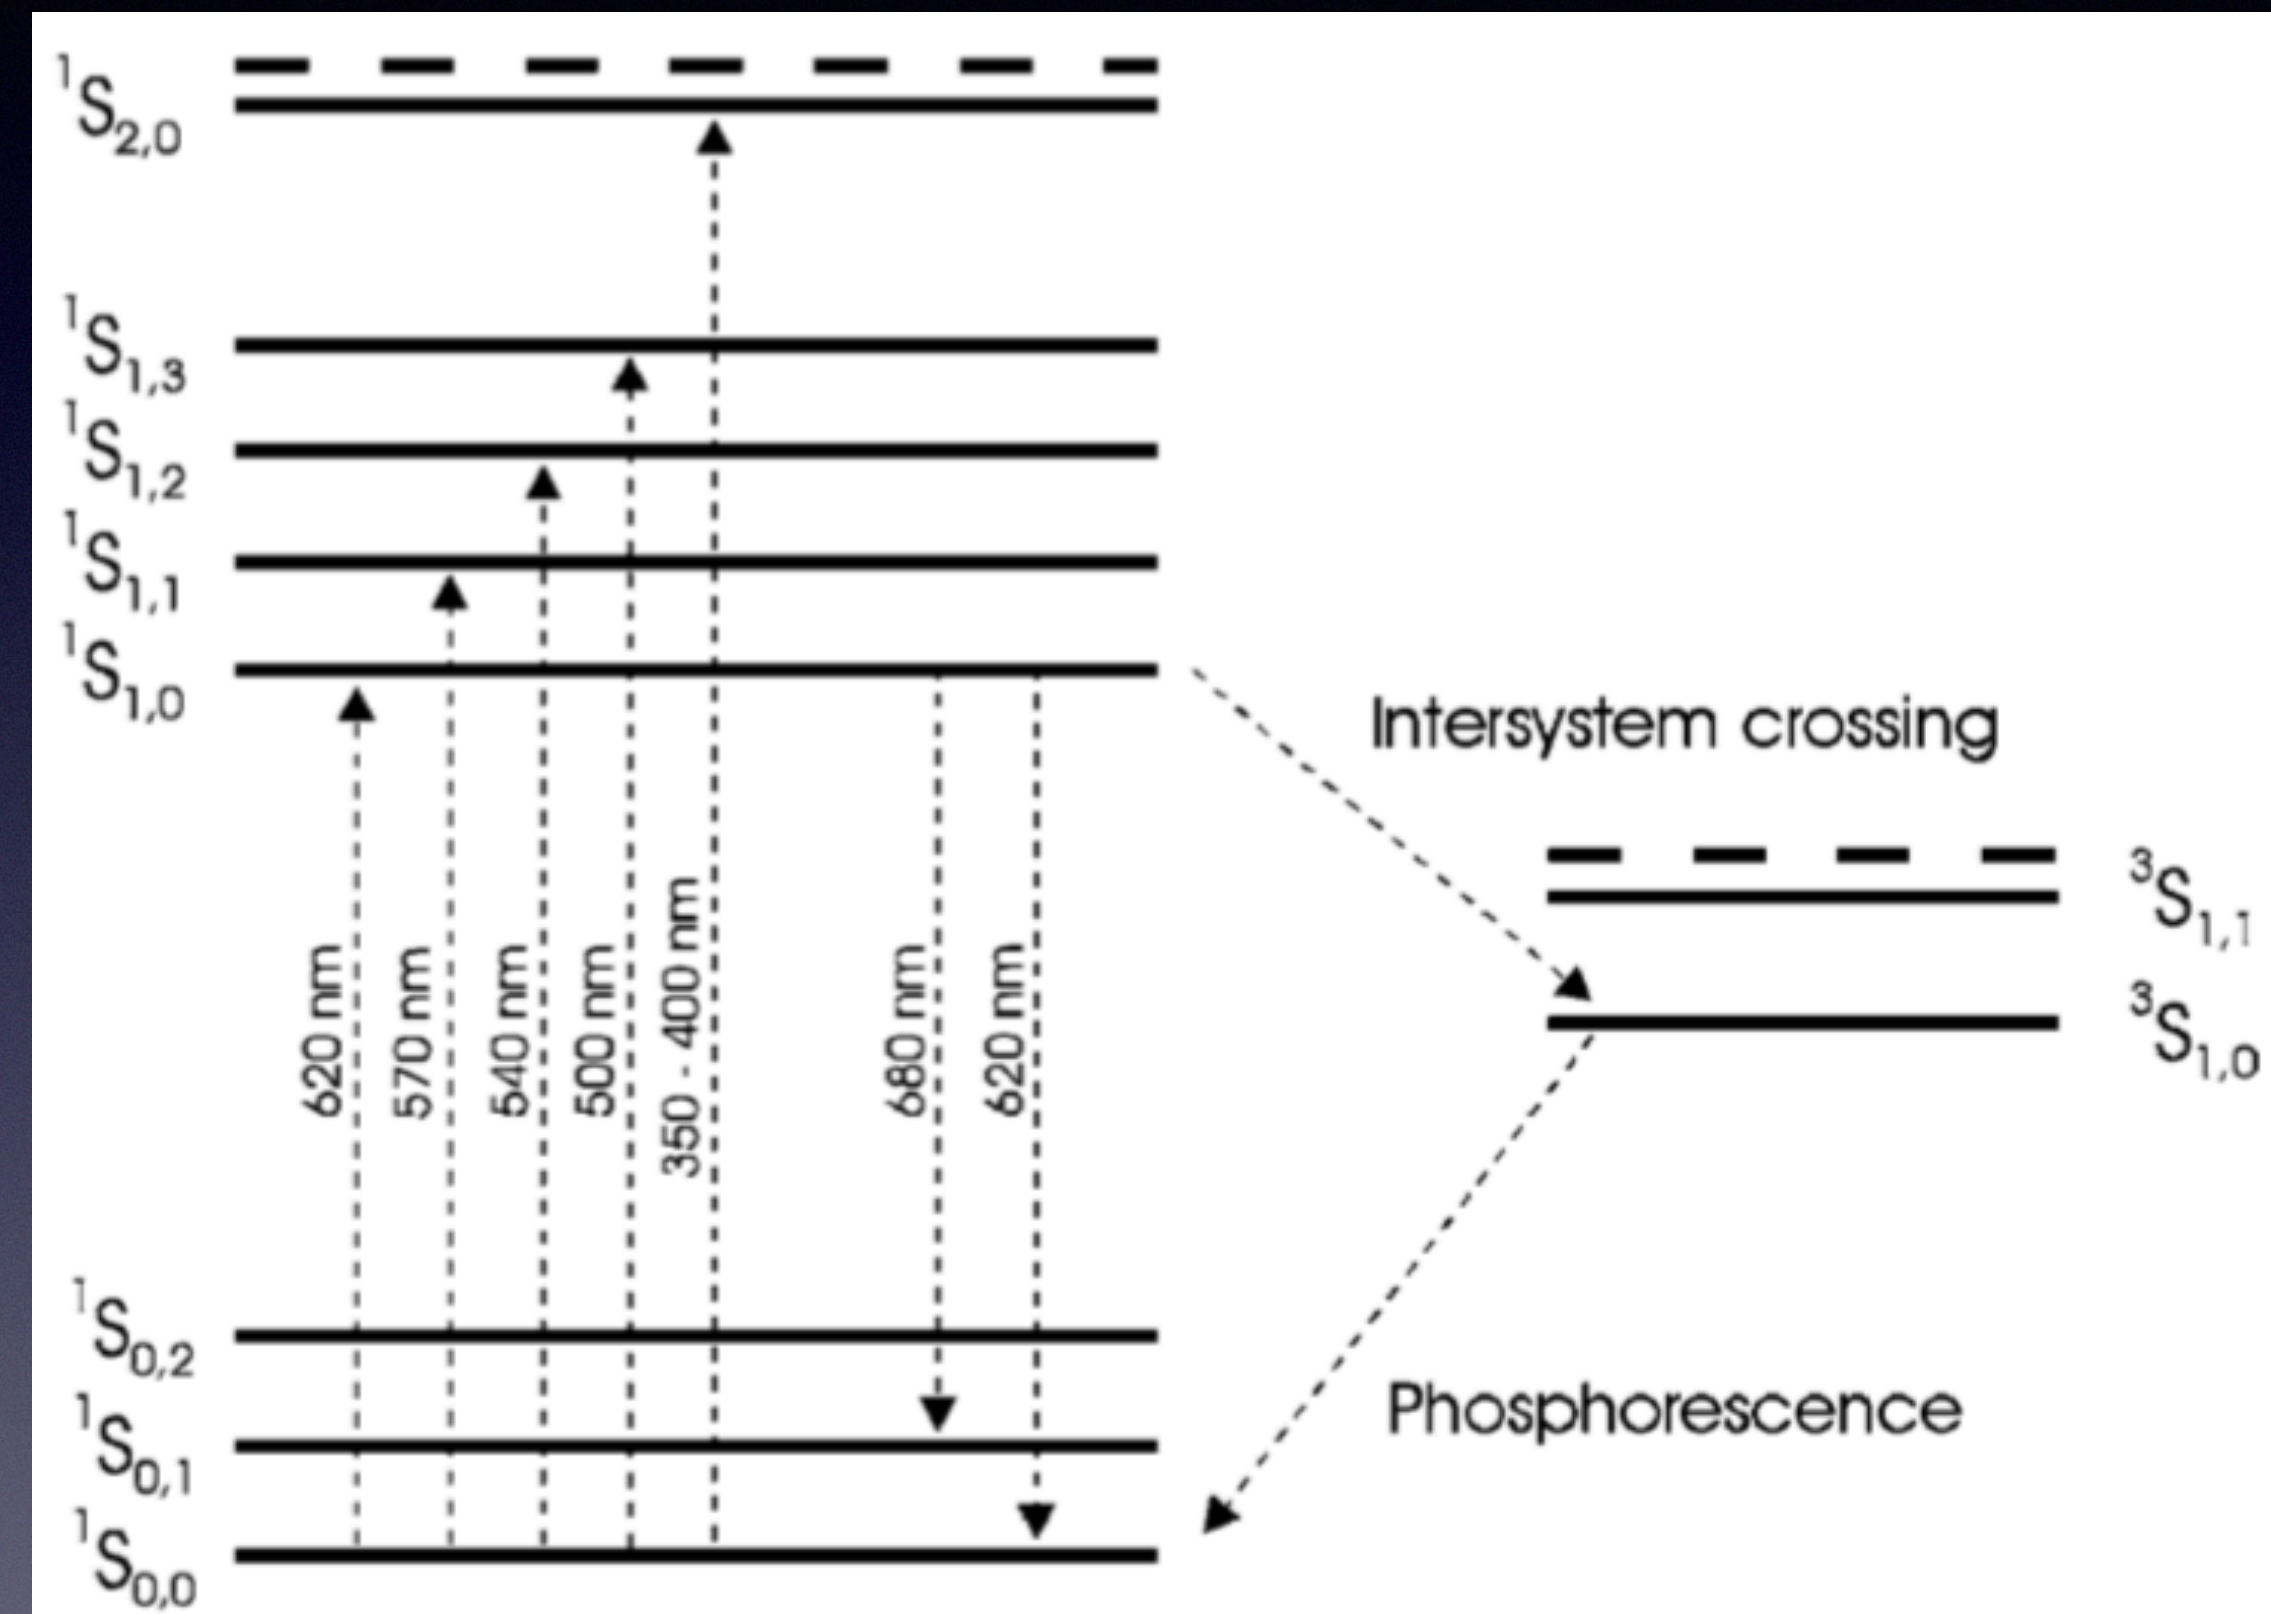 ¹S₂,₀
¹S₁,₃
¹S₁,₂
¹S₁,₁
¹S₁,₀
Intersystem crossing
³S₁,₁
³S₁,₀
620 nm
570 nm
540 nm
500 nm
350 - 400 nm
680 nm
620 nm
¹S₀,₂
¹S₀,₁
¹S₀,₀
Phosphorescence